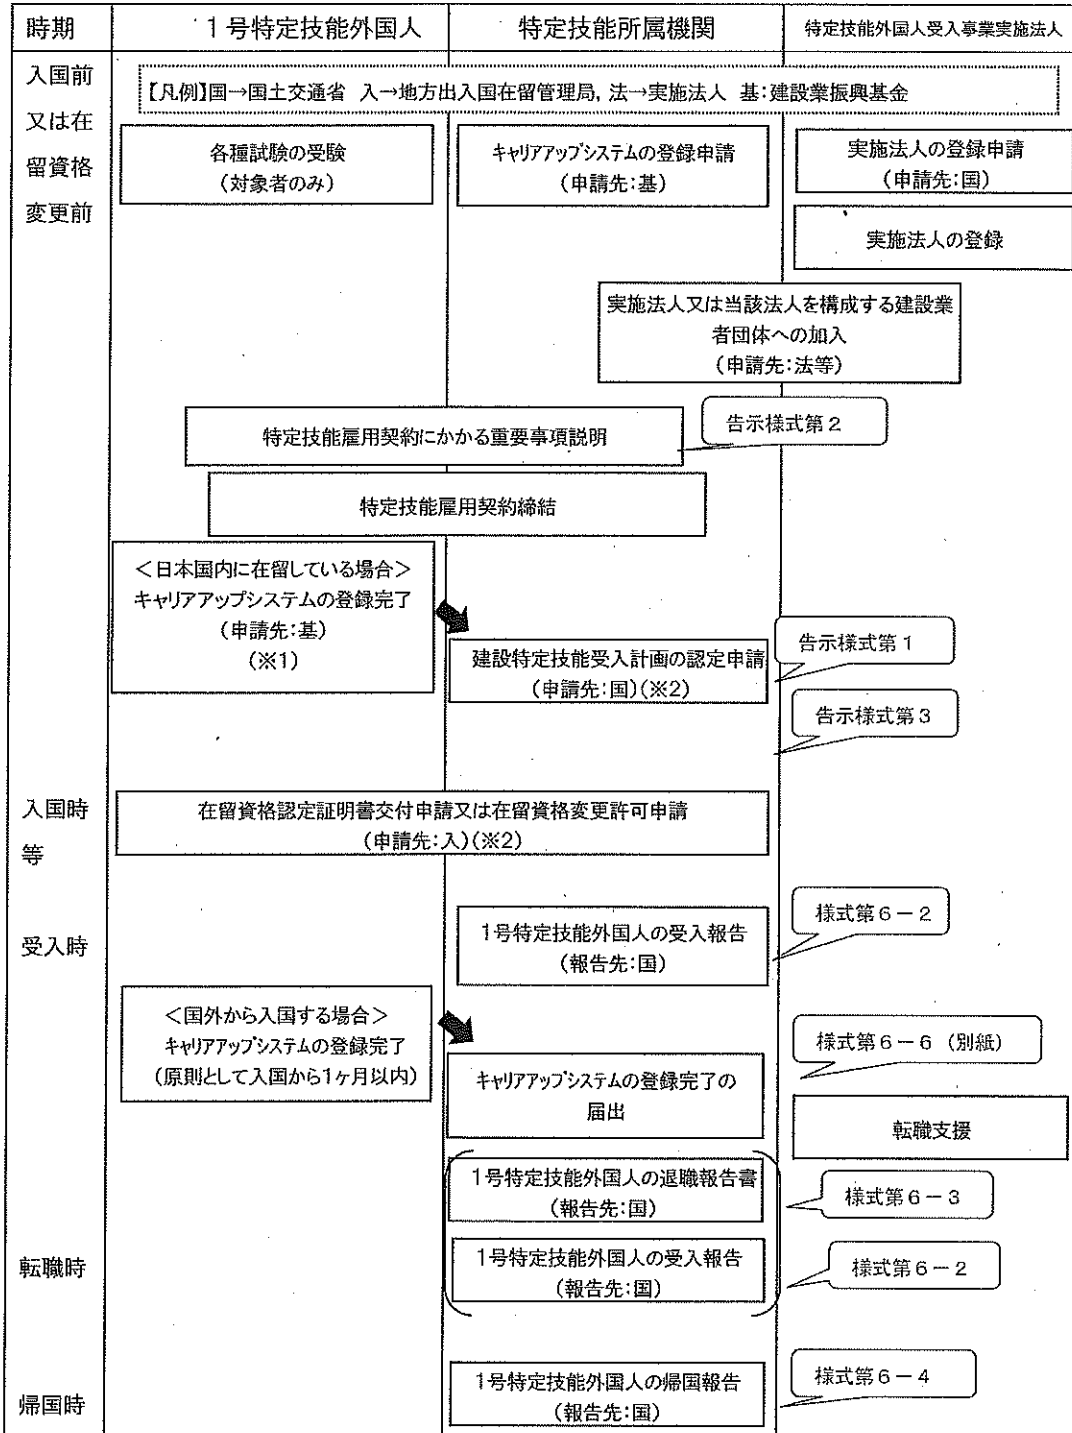 時期
1号特定技能外国人
特定技能所属機関
特定技能外国人受入事業実施法人
入国前
又は在
留資格
変更前
【凡例】国→国土交通省 入→地方出入国在留管理局, 法→実施法人 基:建設業振興基金
各種試験の受験
(対象者のみ)
キャリアアップシステムの登録申請
(申請先:基)
実施法人の登録申請
(申請先:国)
実施法人の登録
実施法人又は当該法人を構成する建設業
者団体への加入
(申請先:法等)
特定技能雇用契約にかかる重要事項説明
告示様式第2
特定技能雇用契約締結
<日本国内に在留している場合>
キャリアアップシステムの登録完了
(申請先:基)
(※1)
建設特定技能受入計画の認定申請
(申請先:国)(※2)
告示様式第1
告示様式第3
入国時
等
在留資格認定証明書交付申請又は在留資格変更許可申請
(申請先:入)(※2)
受入時
1号特定技能外国人の受入報告
(報告先:国)
様式第6-2
<国外から入国する場合>
キャリアアップシステムの登録完了
(原則として入国から1ヶ月以内)
キャリアアップシステムの登録完了の
届出
様式第6-6 (別紙)
転職支援
転職時
1号特定技能外国人の退職報告書
(報告先:国)
様式第6-3
1号特定技能外国人の受入報告
(報告先:国)
様式第6-2
帰国時
1号特定技能外国人の帰国報告
(報告先:国)
様式第6-4